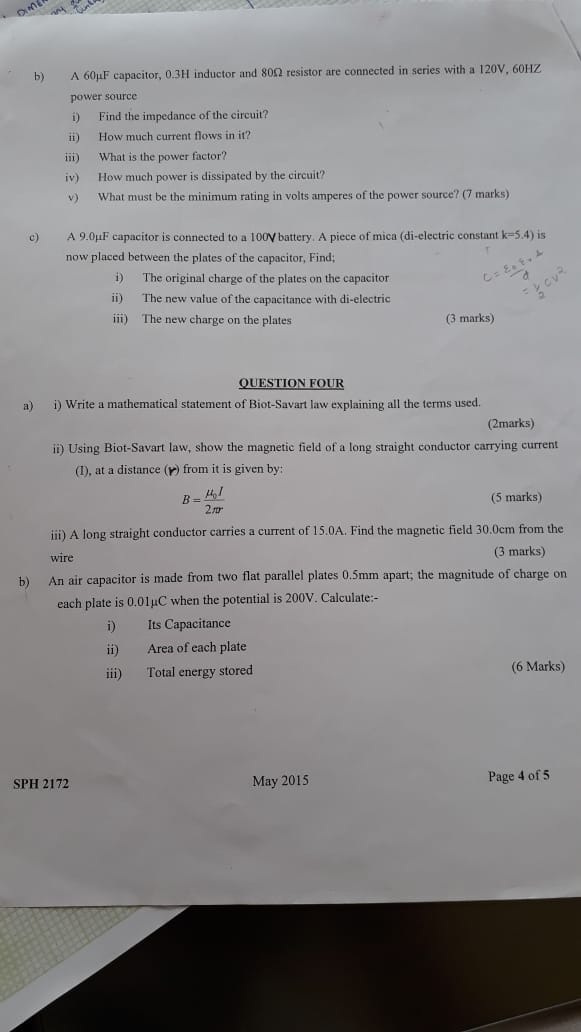 b) A 60μF capacitor, 0.3H inductor and 80Ω resistor are connected in series with a 120V, 60HZ
power source
i) Find the impedance of the circuit?
ii) How much current flows in it?
iii) What is the power factor?
iv) How much power is dissipated by the circuit?
v) What must be the minimum rating in volts amperes of the power source? (7 marks)
c) A 9.0μF capacitor is connected to a 100V battery. A piece of mica (di-electric constant k=5.4) is
now placed between the plates of the capacitor, Find;
i) The original charge of the plates on the capacitor
ii) The new value of the capacitance with di-electric
iii) The new charge on the plates (3 marks)
= ½ CV²
QUESTION FOUR
a) i) Write a mathematical statement of Biot-Savart law explaining all the terms used.
(2marks)
ii) Using Biot-Savart law, show the magnetic field of a long straight conductor carrying current
(I), at a distance (r) from it is given by:
B = μ₀I / 2πr (5 marks)
iii) A long straight conductor carries a current of 15.0A. Find the magnetic field 30.0cm from the
wire (3 marks)
b) An air capacitor is made from two flat parallel plates 0.5mm apart; the magnitude of charge on
each plate is 0.01μC when the potential is 200V. Calculate:-
i) Its Capacitance
ii) Area of each plate
iii) Total energy stored (6 Marks)
SPH 2172 May 2015 Page 4 of 5